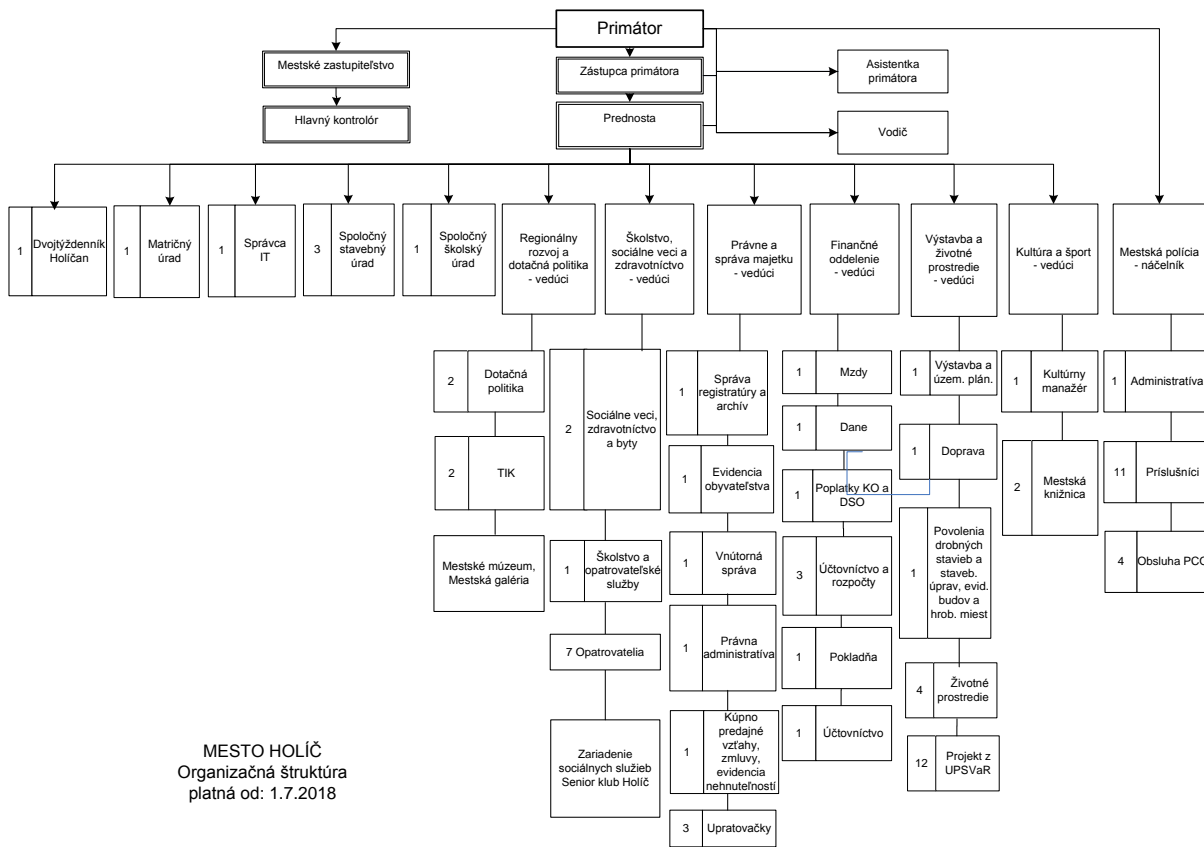 Primátor
Mestské zastupiteľstvo
Zástupca primátora
Asistentka
primátora
Hlavný kontrolór
Prednosta
Vodič
1
Dvojtýždenník
Holíčan
1
Matričný
úrad
1
Správca
IT
3
Spoločný
stavebný
úrad
1
Spoločný
školský
úrad
Regionálny
rozvoj a
dotačná politika
- vedúci
Školstvo,
sociálne veci a
zdravotníctvo
- vedúci
Právne a
správa majetku
- vedúci
Finančné
oddelenie
- vedúci
Výstavba a
životné
prostredie
- vedúci
Kultúra a šport
- vedúci
Mestská polícia
- náčelník
2
Dotačná
politika
2
TIK
Mestské múzeum,
Mestská galéria
2
Sociálne veci,
zdravotníctvo
a byty
1
Školstvo a
opatrovateľské
služby
7 Opatrovatelia
Zariadenie
sociálnych služieb
Senior klub Holíč
1
Správa
registratúry a
archív
1
Evidencia
obyvateľstva
1
Vnútorná
správa
1
Právna
administratíva
1
Kúpno
predajné
vzťahy,
zmluvy,
evidencia
nehnuteľností
3
Upratovačky
1
Mzdy
1
Dane
1
Poplatky KO a
DSO
3
Účtovníctvo a
rozpočty
1
Pokladňa
1
Účtovníctvo
1
Výstavba a
územ. plán.
1
Doprava
1
Povolenia
drobných
stavieb a
staveb.
úprav, evid.
budov a
hrob. miest
4
Životné
prostredie
12
Projekt z
UPSVaR
1
Kultúrny
manažér
2
Mestská
knižnica
1
Administratíva
11
Príslušníci
4
Obsluha PCO
MESTO HOLÍČ
Organizačná štruktúra
platná od: 1.7.2018